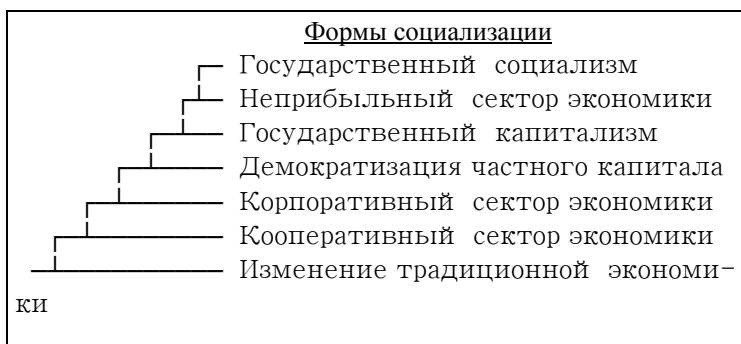 Формы социализации
Государственный социализм
Неприбыльный сектор экономики
Государственный капитализм
Демократизация частного капитала
Корпоративный сектор экономики
Кооперативный сектор экономики
Изменение традиционной экономи-
ки